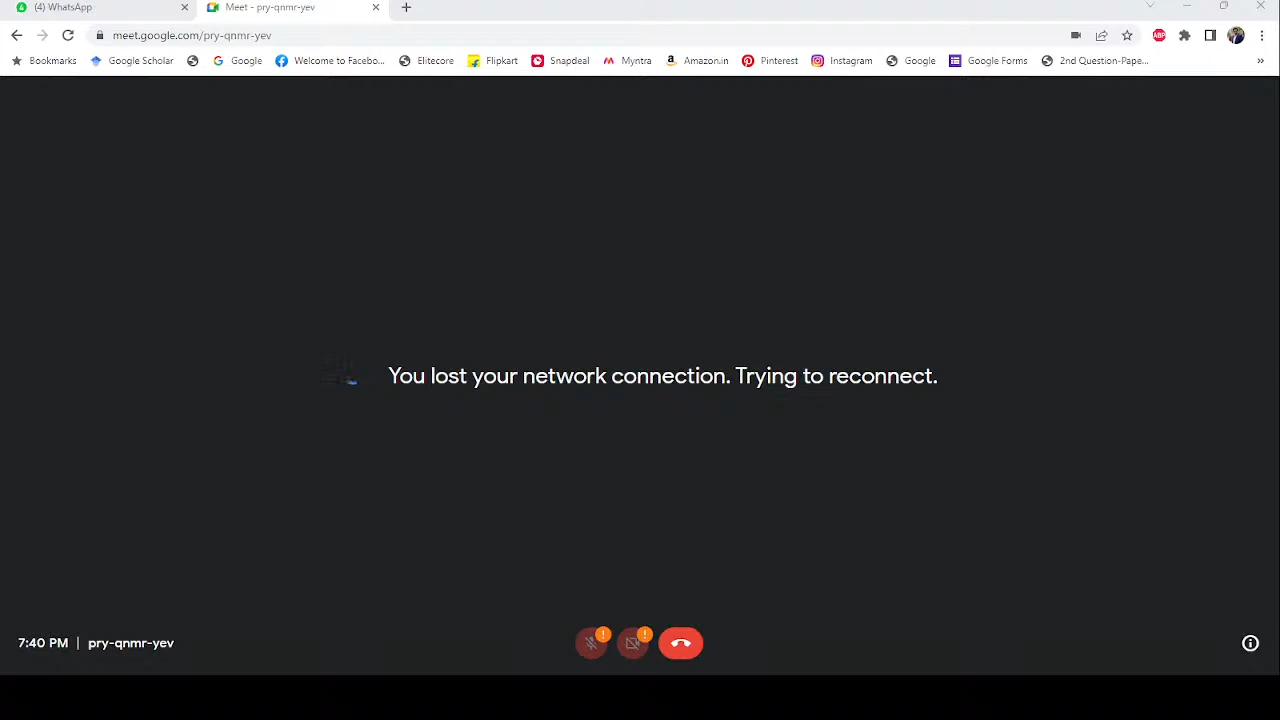 (4) WhatsApp
Meet - pry-qnmr-yev
meet.google.com/pry-qnmr-yev
ABP
Bookmarks Google Scholar Google Welcome to Facebo... Elitecore Flipkart Snapdeal Myntra Amazon.in Pinterest Instagram Google Google Forms 2nd Question-Pape... »
You lost your network connection. Trying to reconnect.
7:40 PM | pry-qnmr-yev